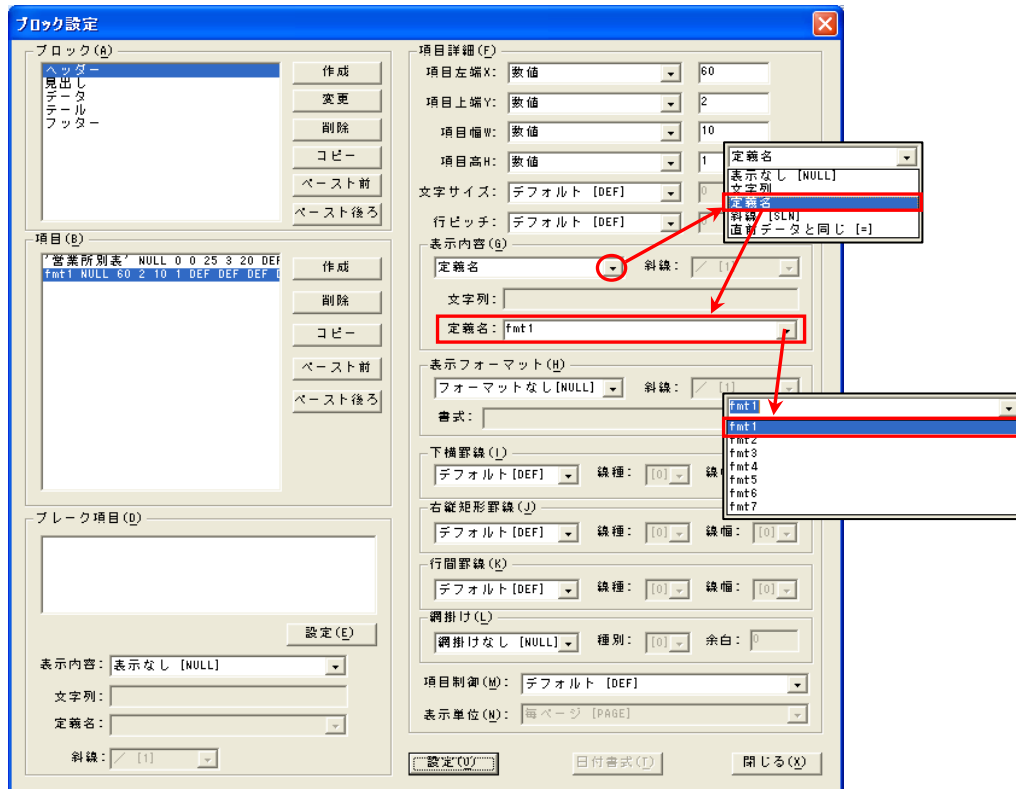 ブロック設定
ブロック(A)
ヘッダー
見出し
データ
テール
フッター
作成
変更
削除
コピー
ペースト前
ペースト後ろ
項目(B)
'営業所別表' NULL 0 0 25 3 20 DEF
fmt1 NULL 60 2 10 1 DEF DEF DEF D
作成
削除
コピー
ペースト前
ペースト後ろ
ブレーク項目(D)
設定(E)
表示内容: 表示なし [NULL]
文字列:
定義名:
斜線: ／ [1]
項目詳細(F)
項目左端X: 数値 60
項目上端Y: 数値 2
項目幅W: 数値 10
項目高H: 数値 1
文字サイズ: デフォルト [DEF] 0
行ピッチ: デフォルト [DEF]
表示内容(G)
定義名 斜線: ／ [1]
文字列:
定義名: fmt1
定義名
表示なし [NULL]
文字列
定義名
斜線 [SLN]
直前データと同じ [=]
表示フォーマット(H)
フォーマットなし[NULL] 斜線: ／ [1]
書式:
fmt1
fmt1
fmt2
fmt3
fmt4
fmt5
fmt6
fmt7
下横罫線(I)
デフォルト[DEF] 線種: [0]
右縦矩形罫線(J)
デフォルト[DEF] 線種: [0] 線幅: [0]
行間罫線(K)
デフォルト[DEF] 線種: [0] 線幅: [0]
網掛け(L)
網掛けなし [NULL] 種別: [0] 余白: 0
項目制御(M): デフォルト [DEF]
表示単位(N): 毎ページ [PAGE]
設定(U)
日付書式(T)
閉じる(X)